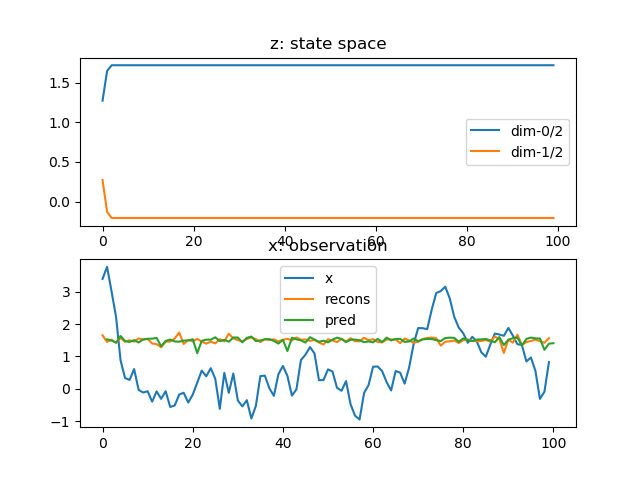 z: state space
1.5
1.0
0.5
0.0
dim-0/2
dim-1/2
0 20 40 60 80 100
x: observation
3
2
1
0
−1
x
recons
pred
0 20 40 60 80 100